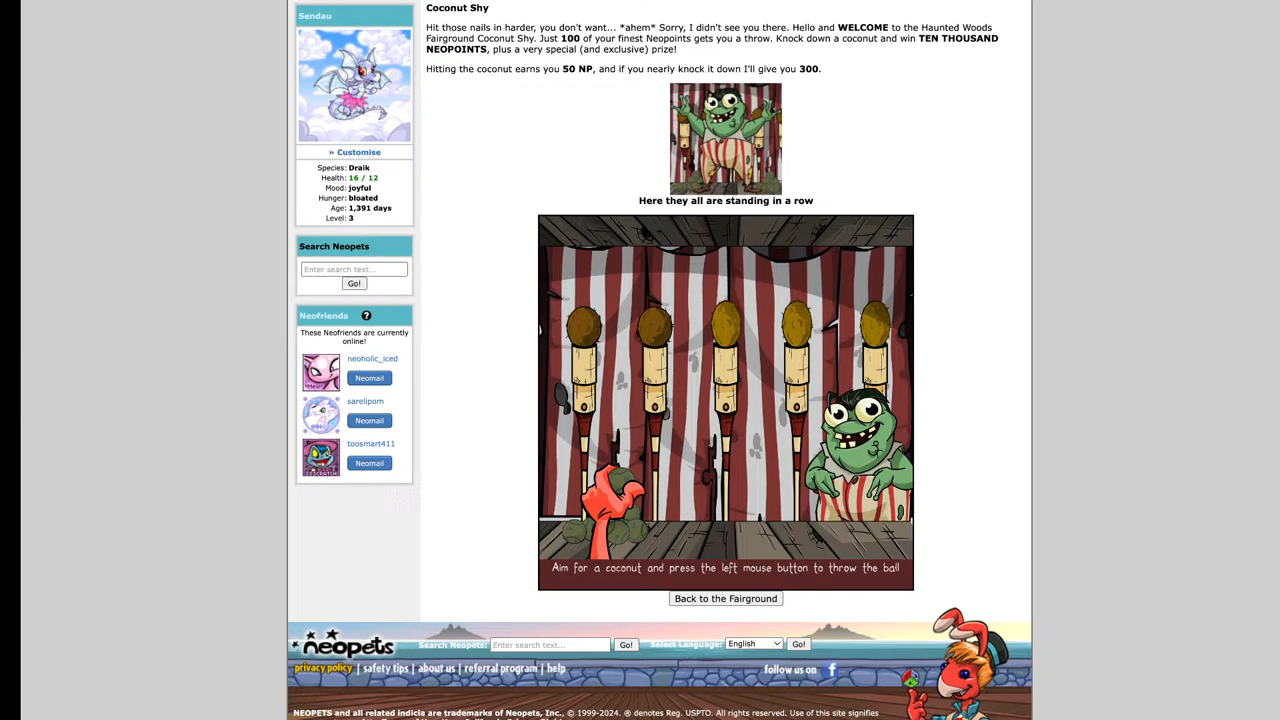 Sendau
» Customise
Species: Draik
Health: 16 / 12
Mood: joyful
Hunger: bloated
Age: 1,391 days
Level: 3
Search Neopets
Enter search text...
Go!
Neofriends ?
These Neofriends are currently
online!
neoholic_iced
Neomail
sarelipom
Neomail
toosmart411
Neomail
Coconut Shy
Hit those nails in harder, you don't want... *ahem* Sorry, I didn't see you there. Hello and WELCOME to the Haunted Woods
Fairground Coconut Shy. Just 100 of your finest Neopoints gets you a throw. Knock down a coconut and win TEN THOUSAND
NEOPOINTS, plus a very special (and exclusive) prize!
Hitting the coconut earns you 50 NP, and if you nearly knock it down I'll give you 300.
Here they all are standing in a row
Aim for a coconut and press the left mouse button to throw the ball
Back to the Fairground
neopets
Search Neopets: Enter search text... Go! Select Language: English Go!
privacy policy | safety tips | about us | referral program | help
follow us on f
NEOPETS and all related indicia are trademarks of Neopets, Inc., © 1999-2024. ® denotes Reg. USPTO. All rights reserved. Use of this site signifies